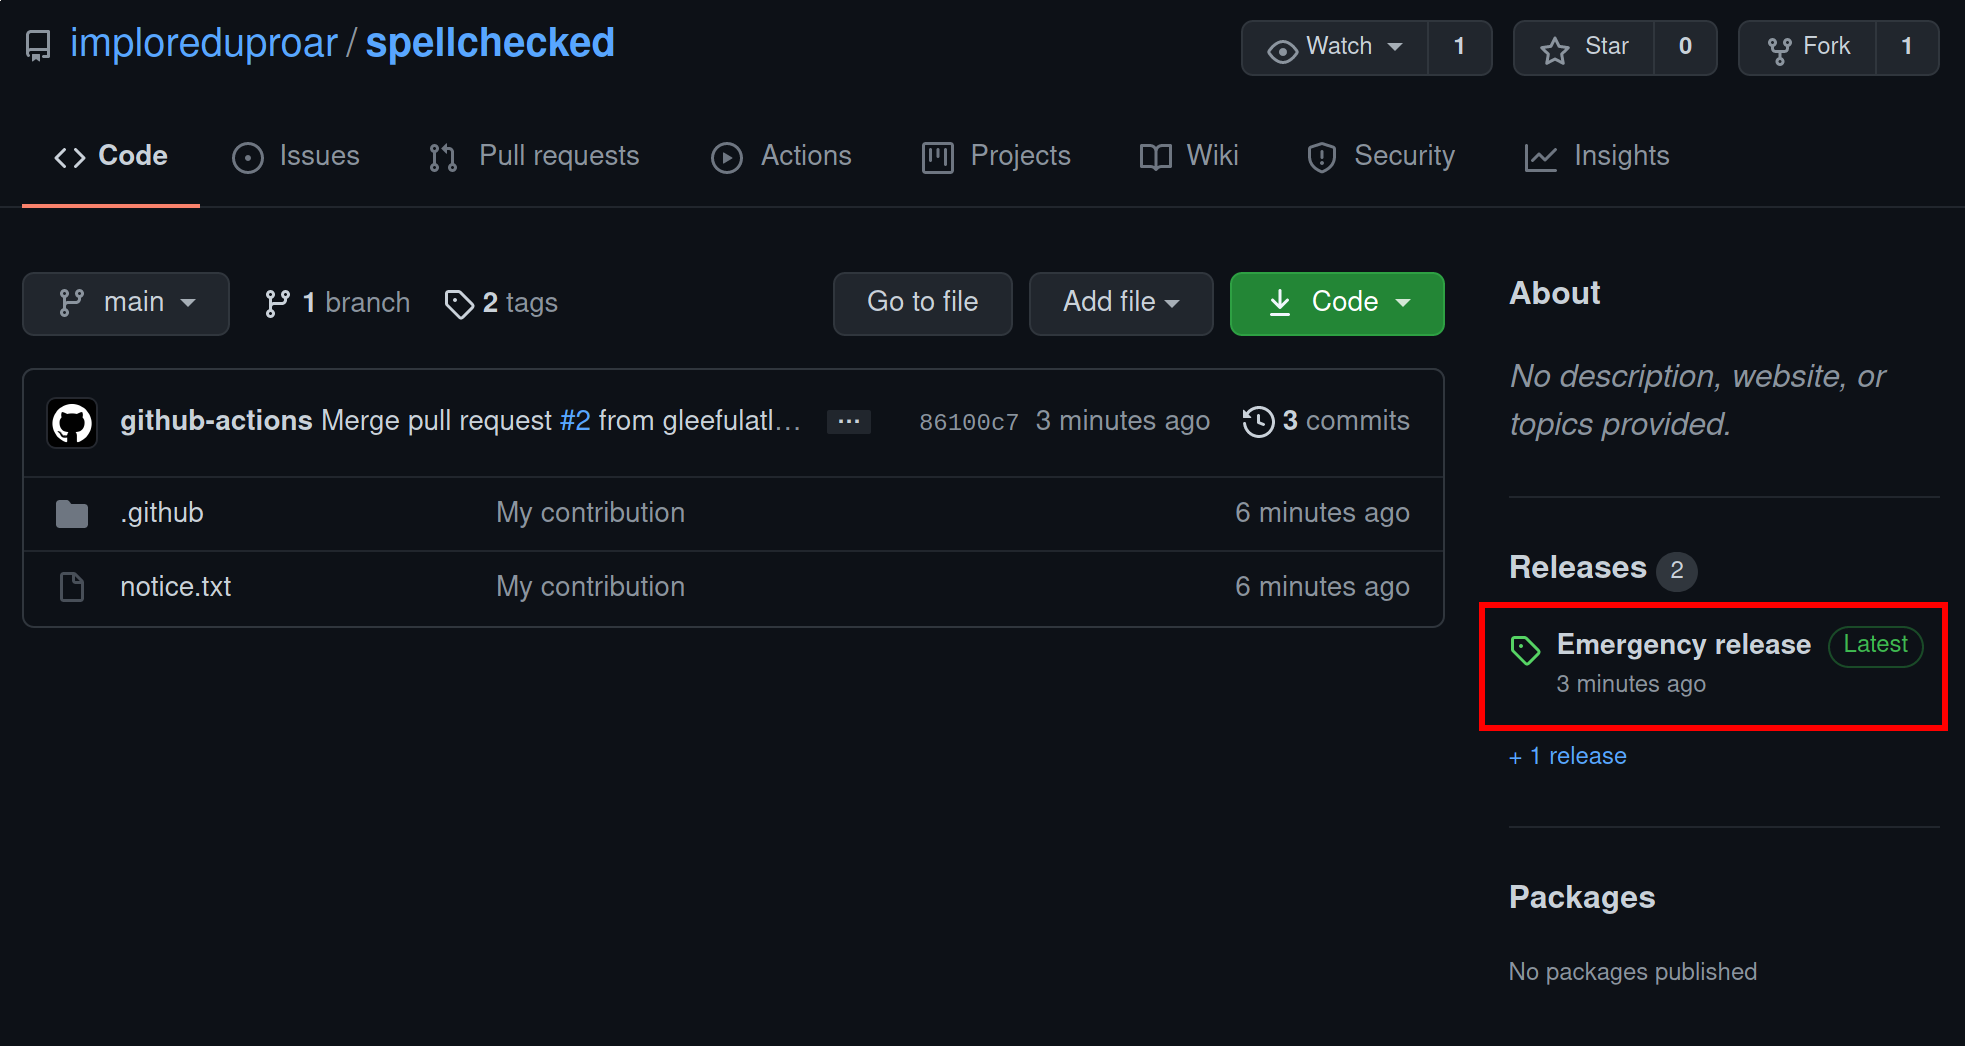 imploreduproar / spellchecked
Watch 1 Star 0 Fork 1
Code Issues Pull requests Actions Projects Wiki Security Insights
main 1 branch 2 tags Go to file Add file Code
github-actions Merge pull request #2 from gleefulatl… ... 86100c7 3 minutes ago 3 commits
.github My contribution 6 minutes ago
notice.txt My contribution 6 minutes ago
About
No description, website, or
topics provided.
Releases 2
Emergency release Latest
3 minutes ago
+ 1 release
Packages
No packages published